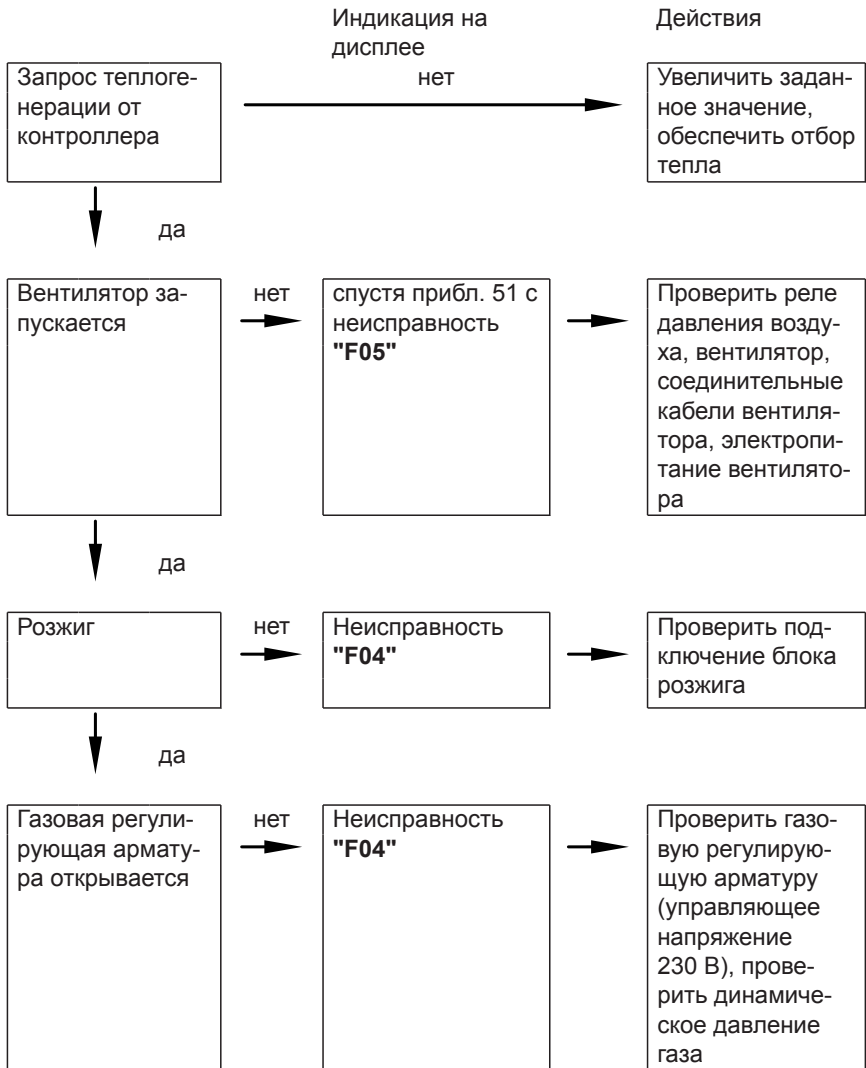 Индикация на
дисплее
Действия
Запрос теплоге-
нерации от
контроллера
нет
Увеличить задан-
ное значение,
обеспечить отбор
тепла
да
Вентилятор за-
пускается
нет
спустя прибл. 51 с
неисправность
"F05"
Проверить реле
давления возду-
ха, вентилятор,
соединительные
кабели вентиля-
тора, электропи-
тание вентилято-
ра
да
Розжиг
нет
Неисправность
"F04"
Проверить под-
ключение блока
розжига
да
Газовая регули-
рующая армату-
ра открывается
нет
Неисправность
"F04"
Проверить газо-
вую регулирую-
щую арматуру
(управляющее
напряжение
230 В), прове-
рить динамиче-
ское давление
газа